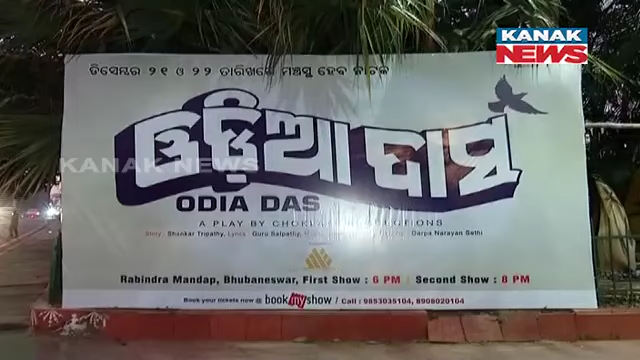 KANAK
NEWS
ଡିସେମ୍ବର ୨୧ ଓ ୨୨ ତାରିଖରେ ମଞ୍ଚସ୍ଥ ହେବ ନାଟକ
ଓଡ଼ିଆ ଦାସ
KANAK NEWS
ODIA DAS
A PLAY BY
Story : Shankar Tripathy, Lyrics : Guru Satpathy, Darpa Narayan Sethi
Rabindra Mandap, Bhubaneswar, First Show : 6 PM | Second Show : 8 PM
Book your tickets now @ bookmyshow / Call : 9853035104, 8908020104